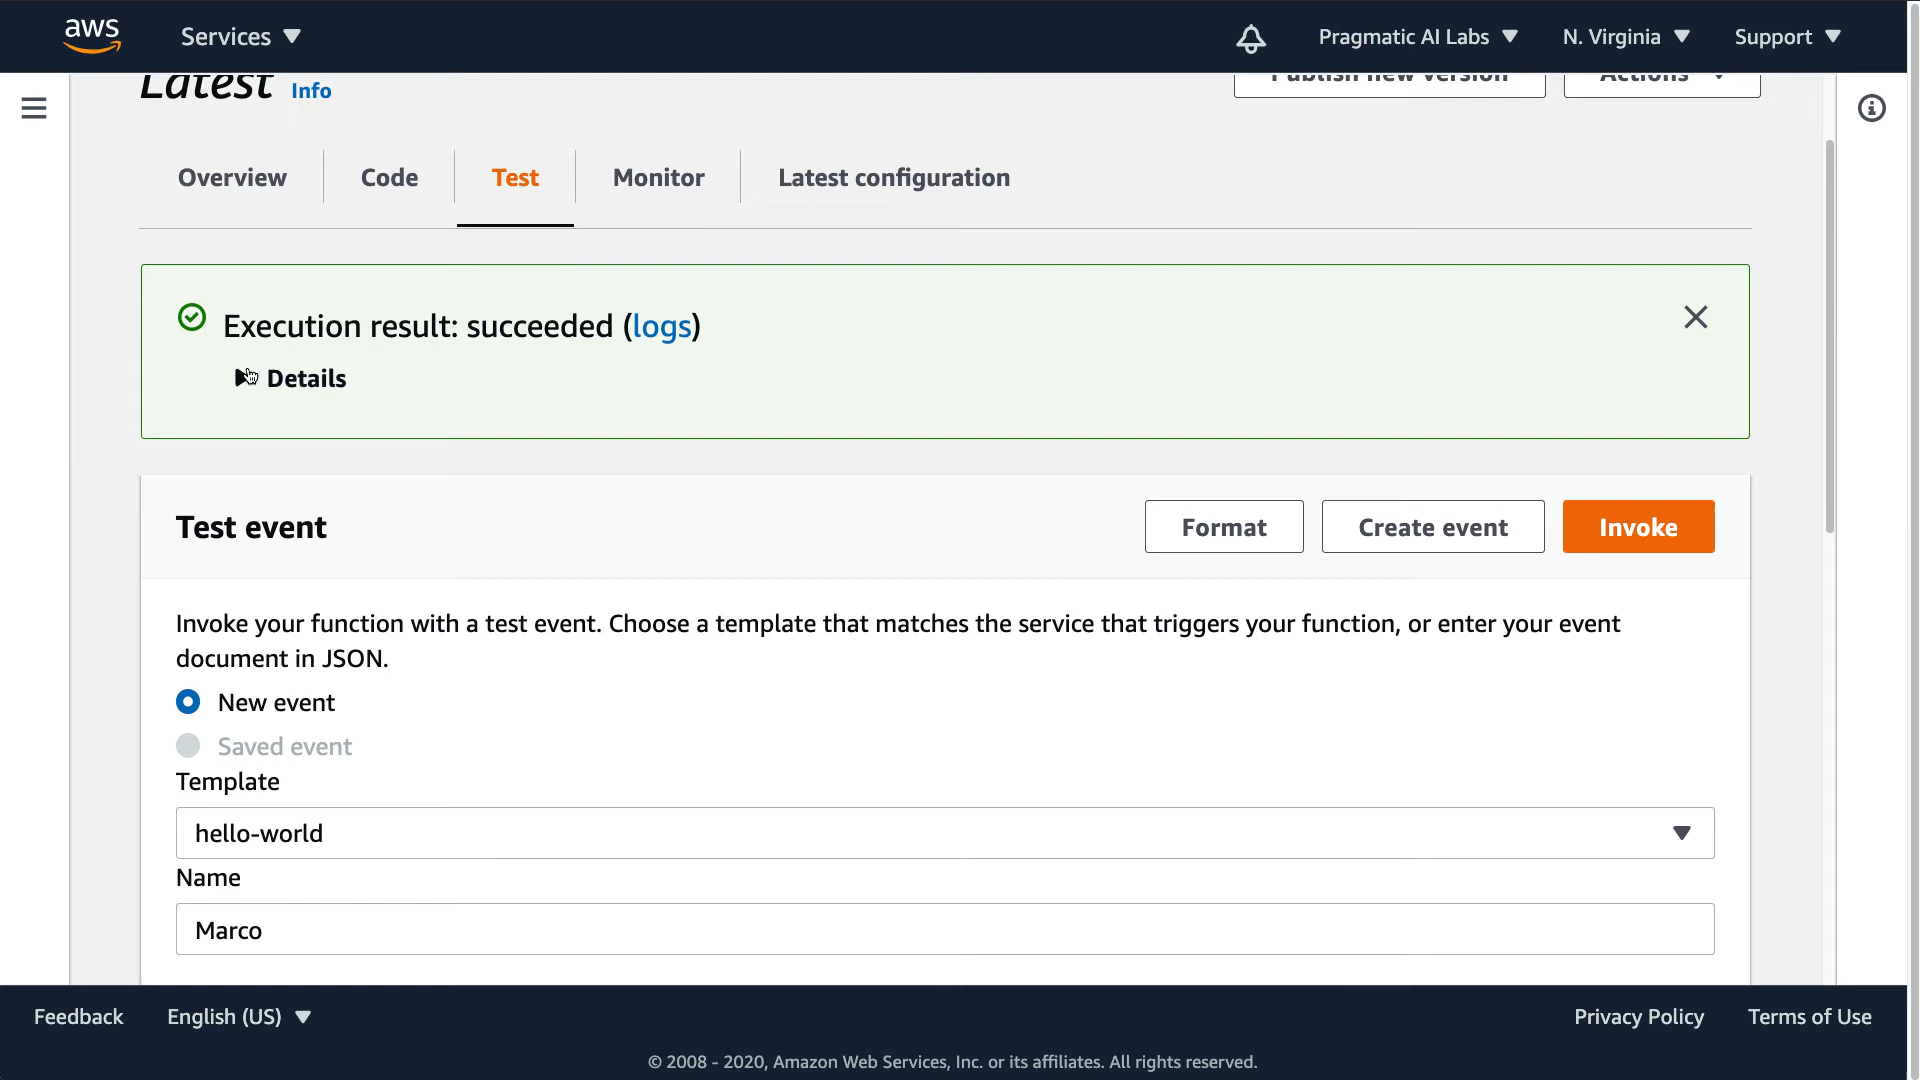 aws
Services
Pragmatic AI Labs
N. Virginia
Support
Latest Info
Publish new version
Actions
Overview
Code
Test
Monitor
Latest configuration
Execution result: succeeded (logs)
Details
Test event
Format
Create event
Invoke
Invoke your function with a test event. Choose a template that matches the service that triggers your function, or enter your event
document in JSON.
New event
Saved event
Template
hello-world
Name
Marco
Feedback
English (US)
Privacy Policy
Terms of Use
© 2008 - 2020, Amazon Web Services, Inc. or its affiliates. All rights reserved.